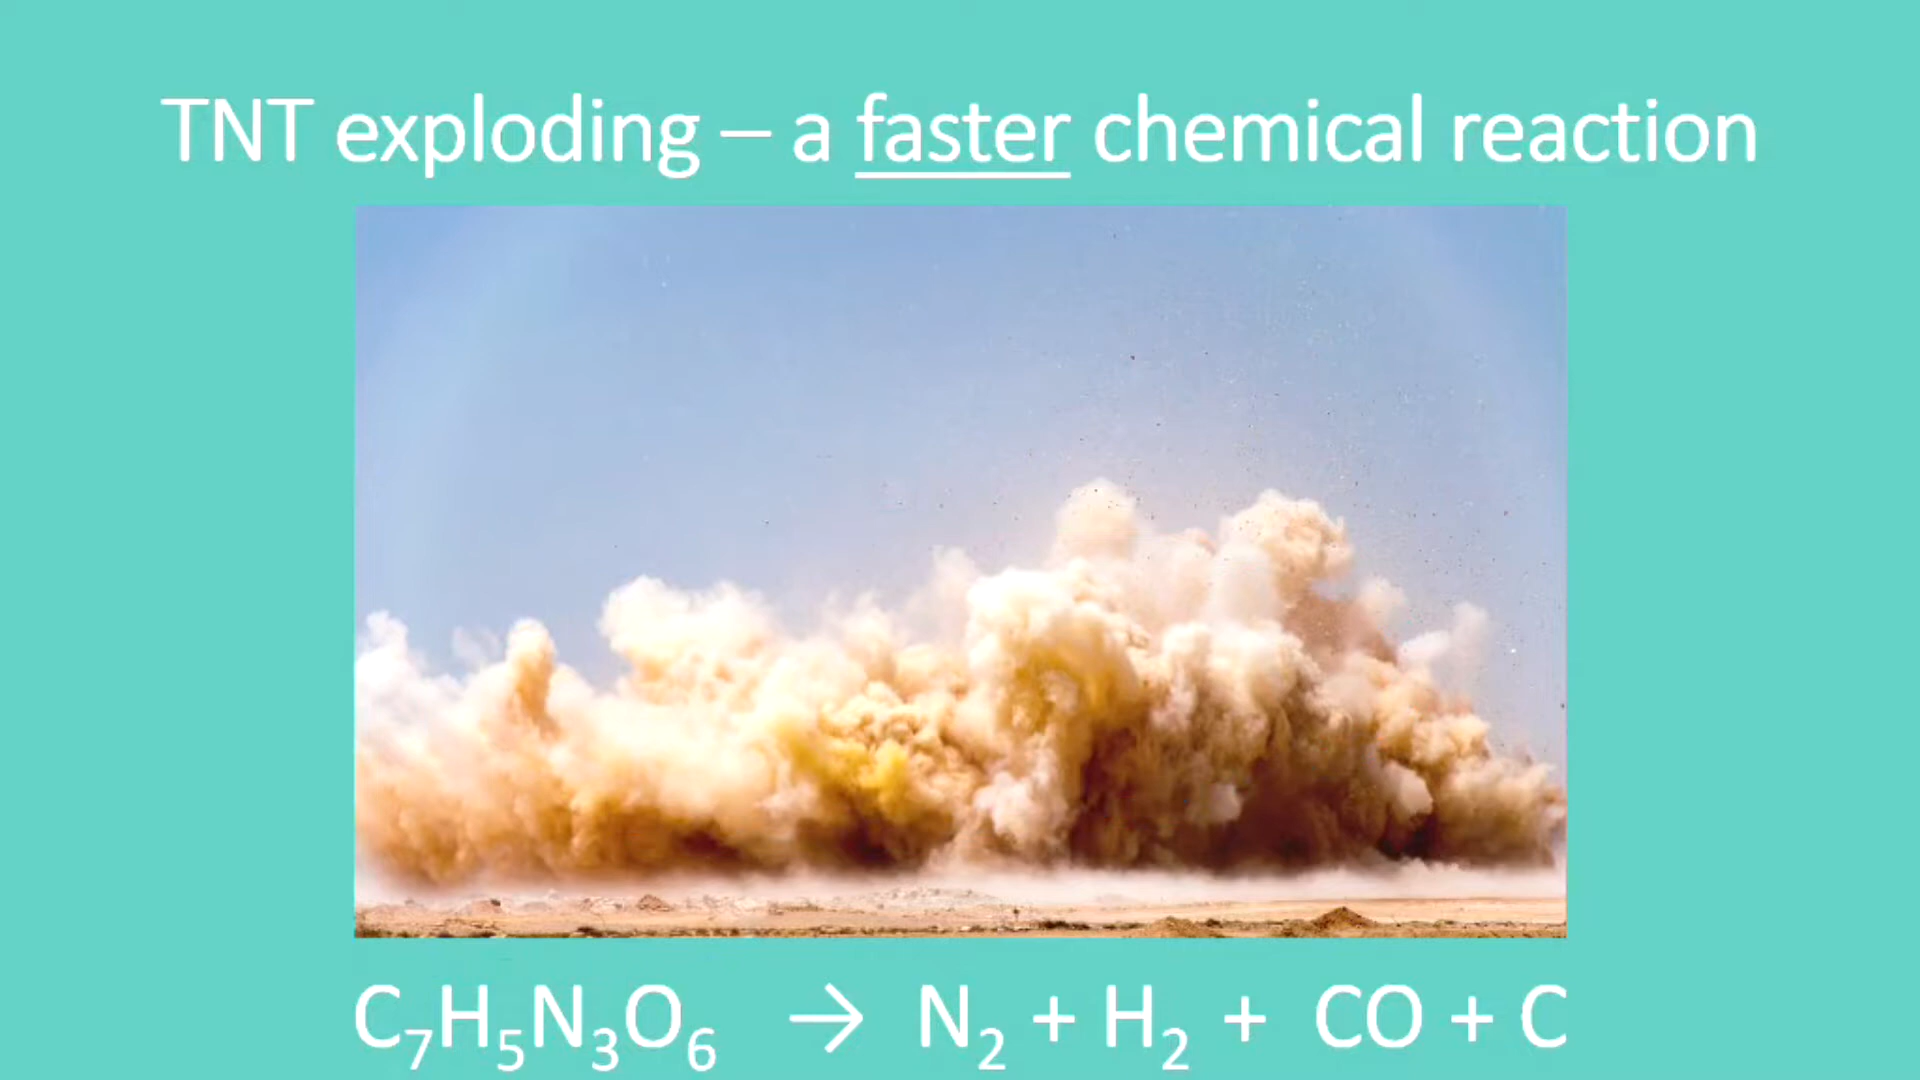 TNT exploding – a faster chemical reaction
C₇H₅N₃O₆ → N₂ + H₂ + CO + C